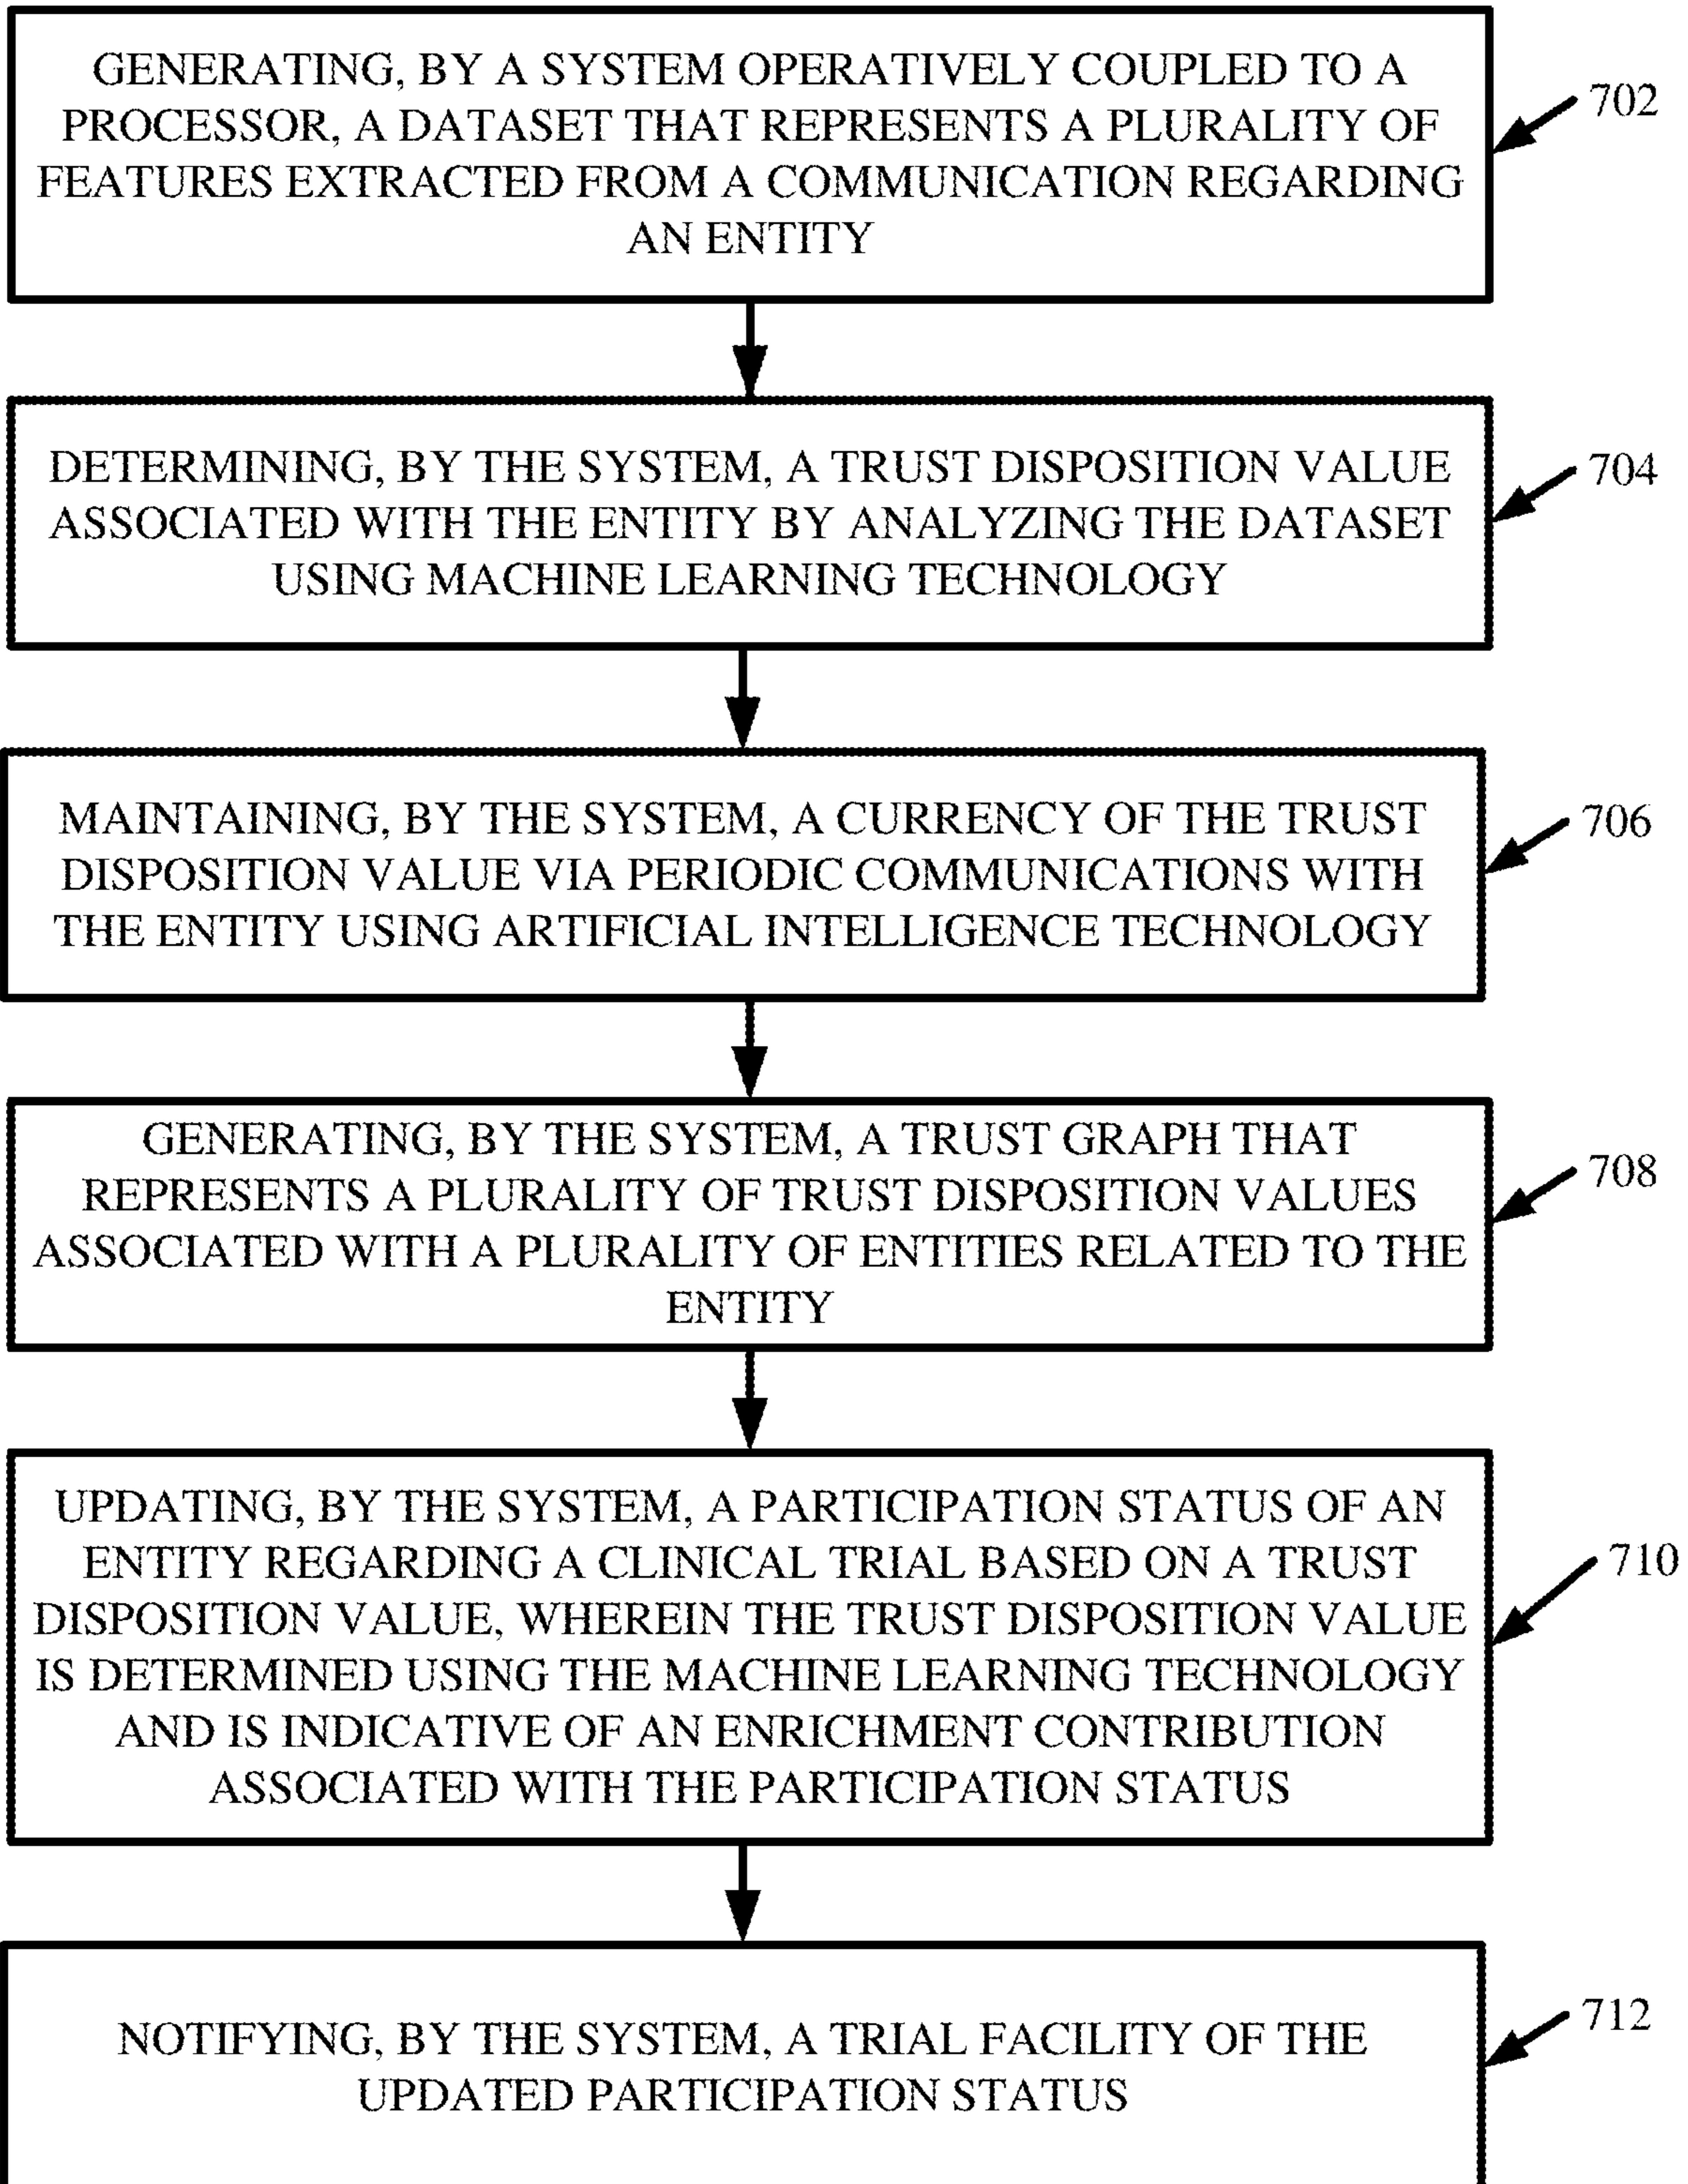 GENERATING, BY A SYSTEM OPERATIVELY COUPLED TO A
PROCESSOR, A DATASET THAT REPRESENTS A PLURALITY OF
FEATURES EXTRACTED FROM A COMMUNICATION REGARDING
AN ENTITY
702
DETERMINING, BY THE SYSTEM, A TRUST DISPOSITION VALUE
ASSOCIATED WITH THE ENTITY BY ANALYZING THE DATASET
USING MACHINE LEARNING TECHNOLOGY
704
MAINTAINING, BY THE SYSTEM, A CURRENCY OF THE TRUST
DISPOSITION VALUE VIA PERIODIC COMMUNICATIONS WITH
THE ENTITY USING ARTIFICIAL INTELLIGENCE TECHNOLOGY
706
GENERATING, BY THE SYSTEM, A TRUST GRAPH THAT
REPRESENTS A PLURALITY OF TRUST DISPOSITION VALUES
ASSOCIATED WITH A PLURALITY OF ENTITIES RELATED TO THE
ENTITY
708
UPDATING, BY THE SYSTEM, A PARTICIPATION STATUS OF AN
ENTITY REGARDING A CLINICAL TRIAL BASED ON A TRUST
DISPOSITION VALUE, WHEREIN THE TRUST DISPOSITION VALUE
IS DETERMINED USING THE MACHINE LEARNING TECHNOLOGY
AND IS INDICATIVE OF AN ENRICHMENT CONTRIBUTION
ASSOCIATED WITH THE PARTICIPATION STATUS
710
NOTIFYING, BY THE SYSTEM, A TRIAL FACILITY OF THE
UPDATED PARTICIPATION STATUS
712